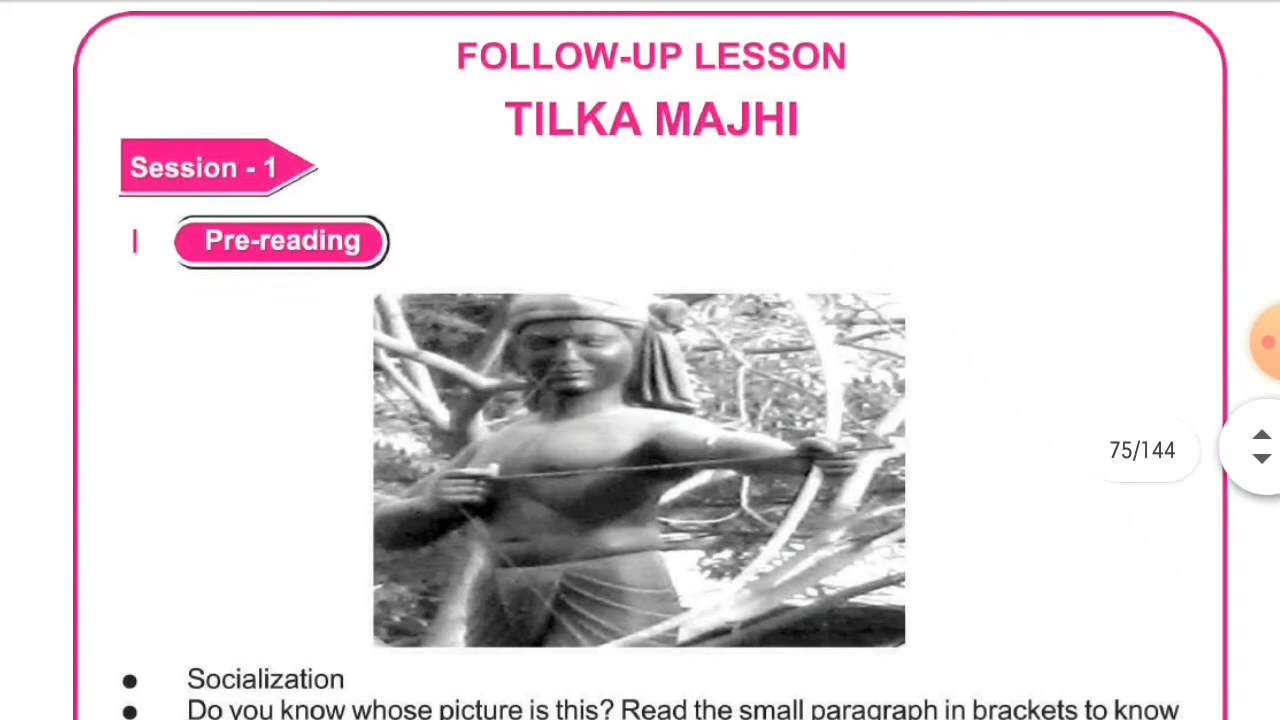 FOLLOW-UP LESSON
TILKA MAJHI
Session - 1
I Pre-reading
75/144
● Socialization
● Do you know whose picture is this? Read the small paragraph in brackets to know